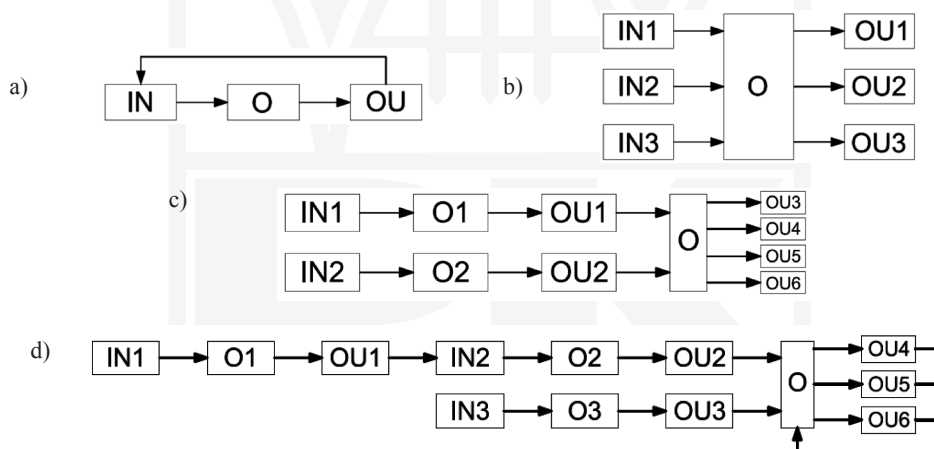 a)
IN O OU
b)
IN1 OU1
IN2 O OU2
IN3 OU3
c)
IN1 O1 OU1 O OU3
OU4
IN2 O2 OU2 OU5
OU6
d)
IN1 O1 OU1 IN2 O2 OU2 O OU4
OU5
IN3 O3 OU3 OU6